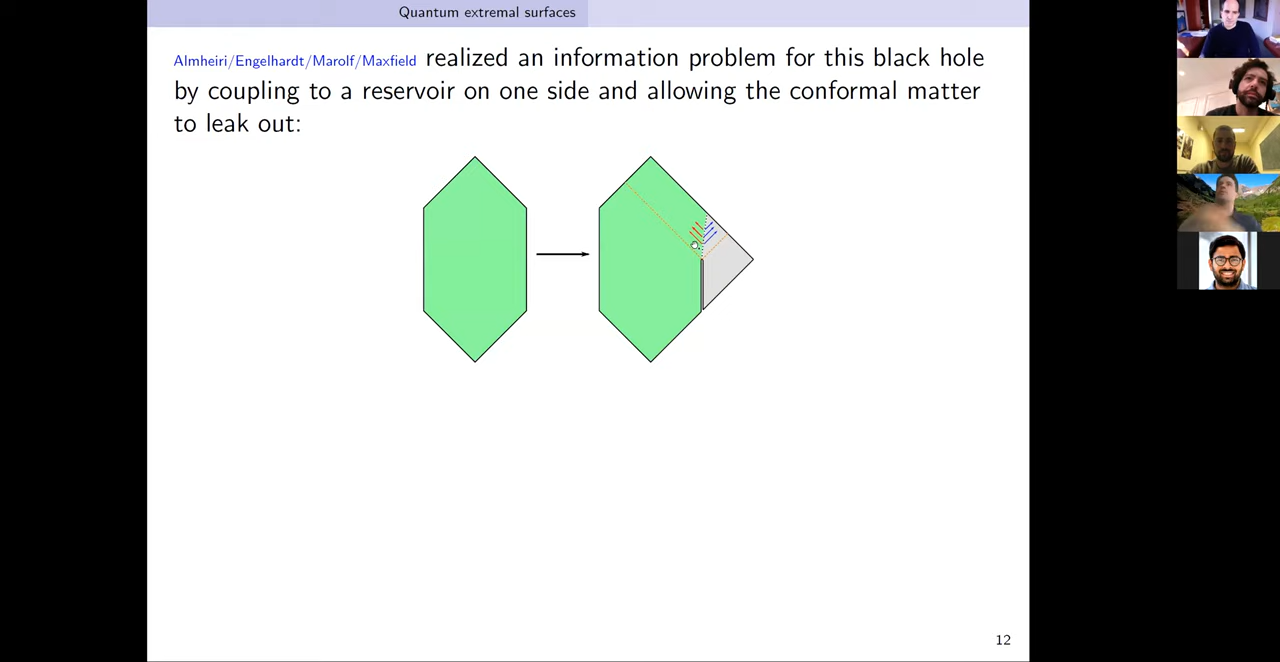 Quantum extremal surfaces
Almheiri/Engelhardt/Marolf/Maxfield realized an information problem for this black hole
by coupling to a reservoir on one side and allowing the conformal matter
to leak out:
12